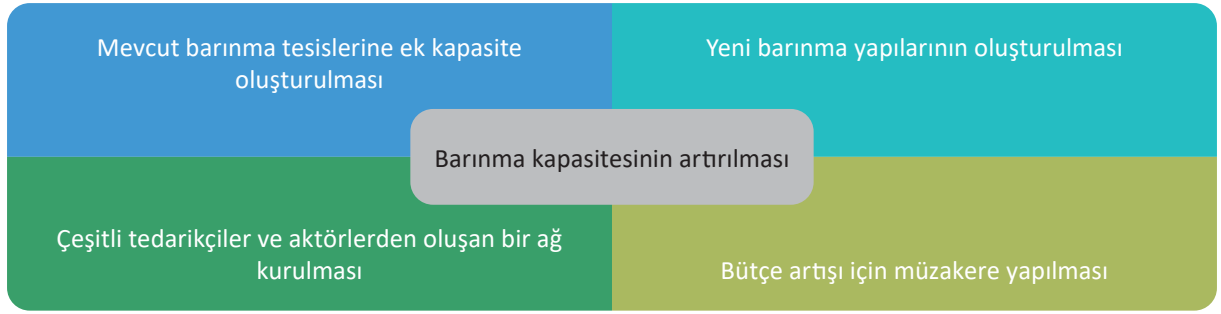 Mevcut barınma tesislerine ek kapasite
oluşturulması
Yeni barınma yapılarının oluşturulması
Barınma kapasitesinin artırılması
Çeşitli tedarikçiler ve aktörlerden oluşan bir ağ
kurulması
Bütçe artışı için müzakere yapılması